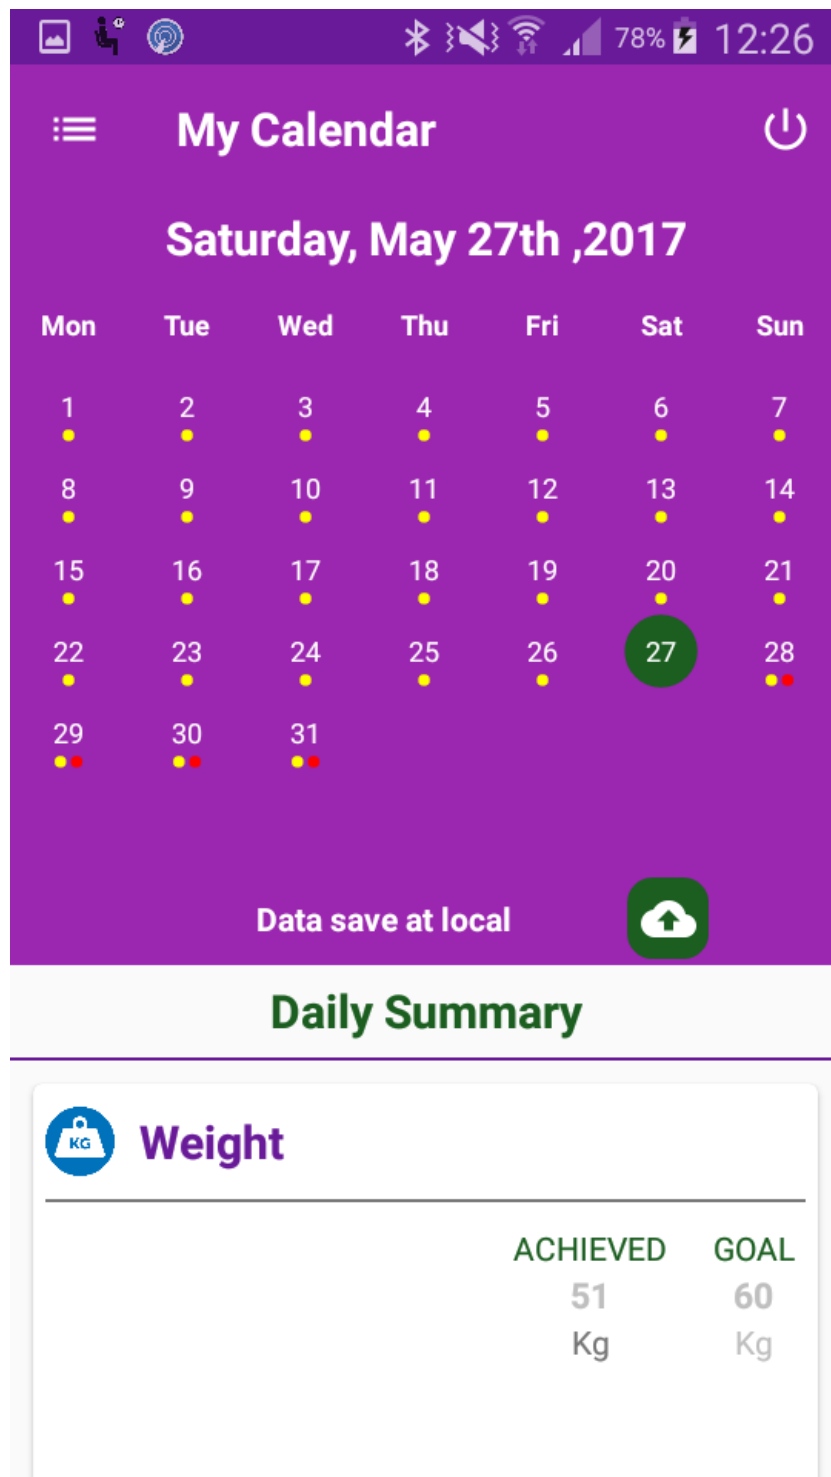 78% 12:26
My Calendar
Saturday, May 27th ,2017
Mon Tue Wed Thu Fri Sat Sun
1 2 3 4 5 6 7
8 9 10 11 12 13 14
15 16 17 18 19 20 21
22 23 24 25 26 27 28
29 30 31
Data save at local
Daily Summary
KG Weight
ACHIEVED GOAL
51 60
Kg Kg